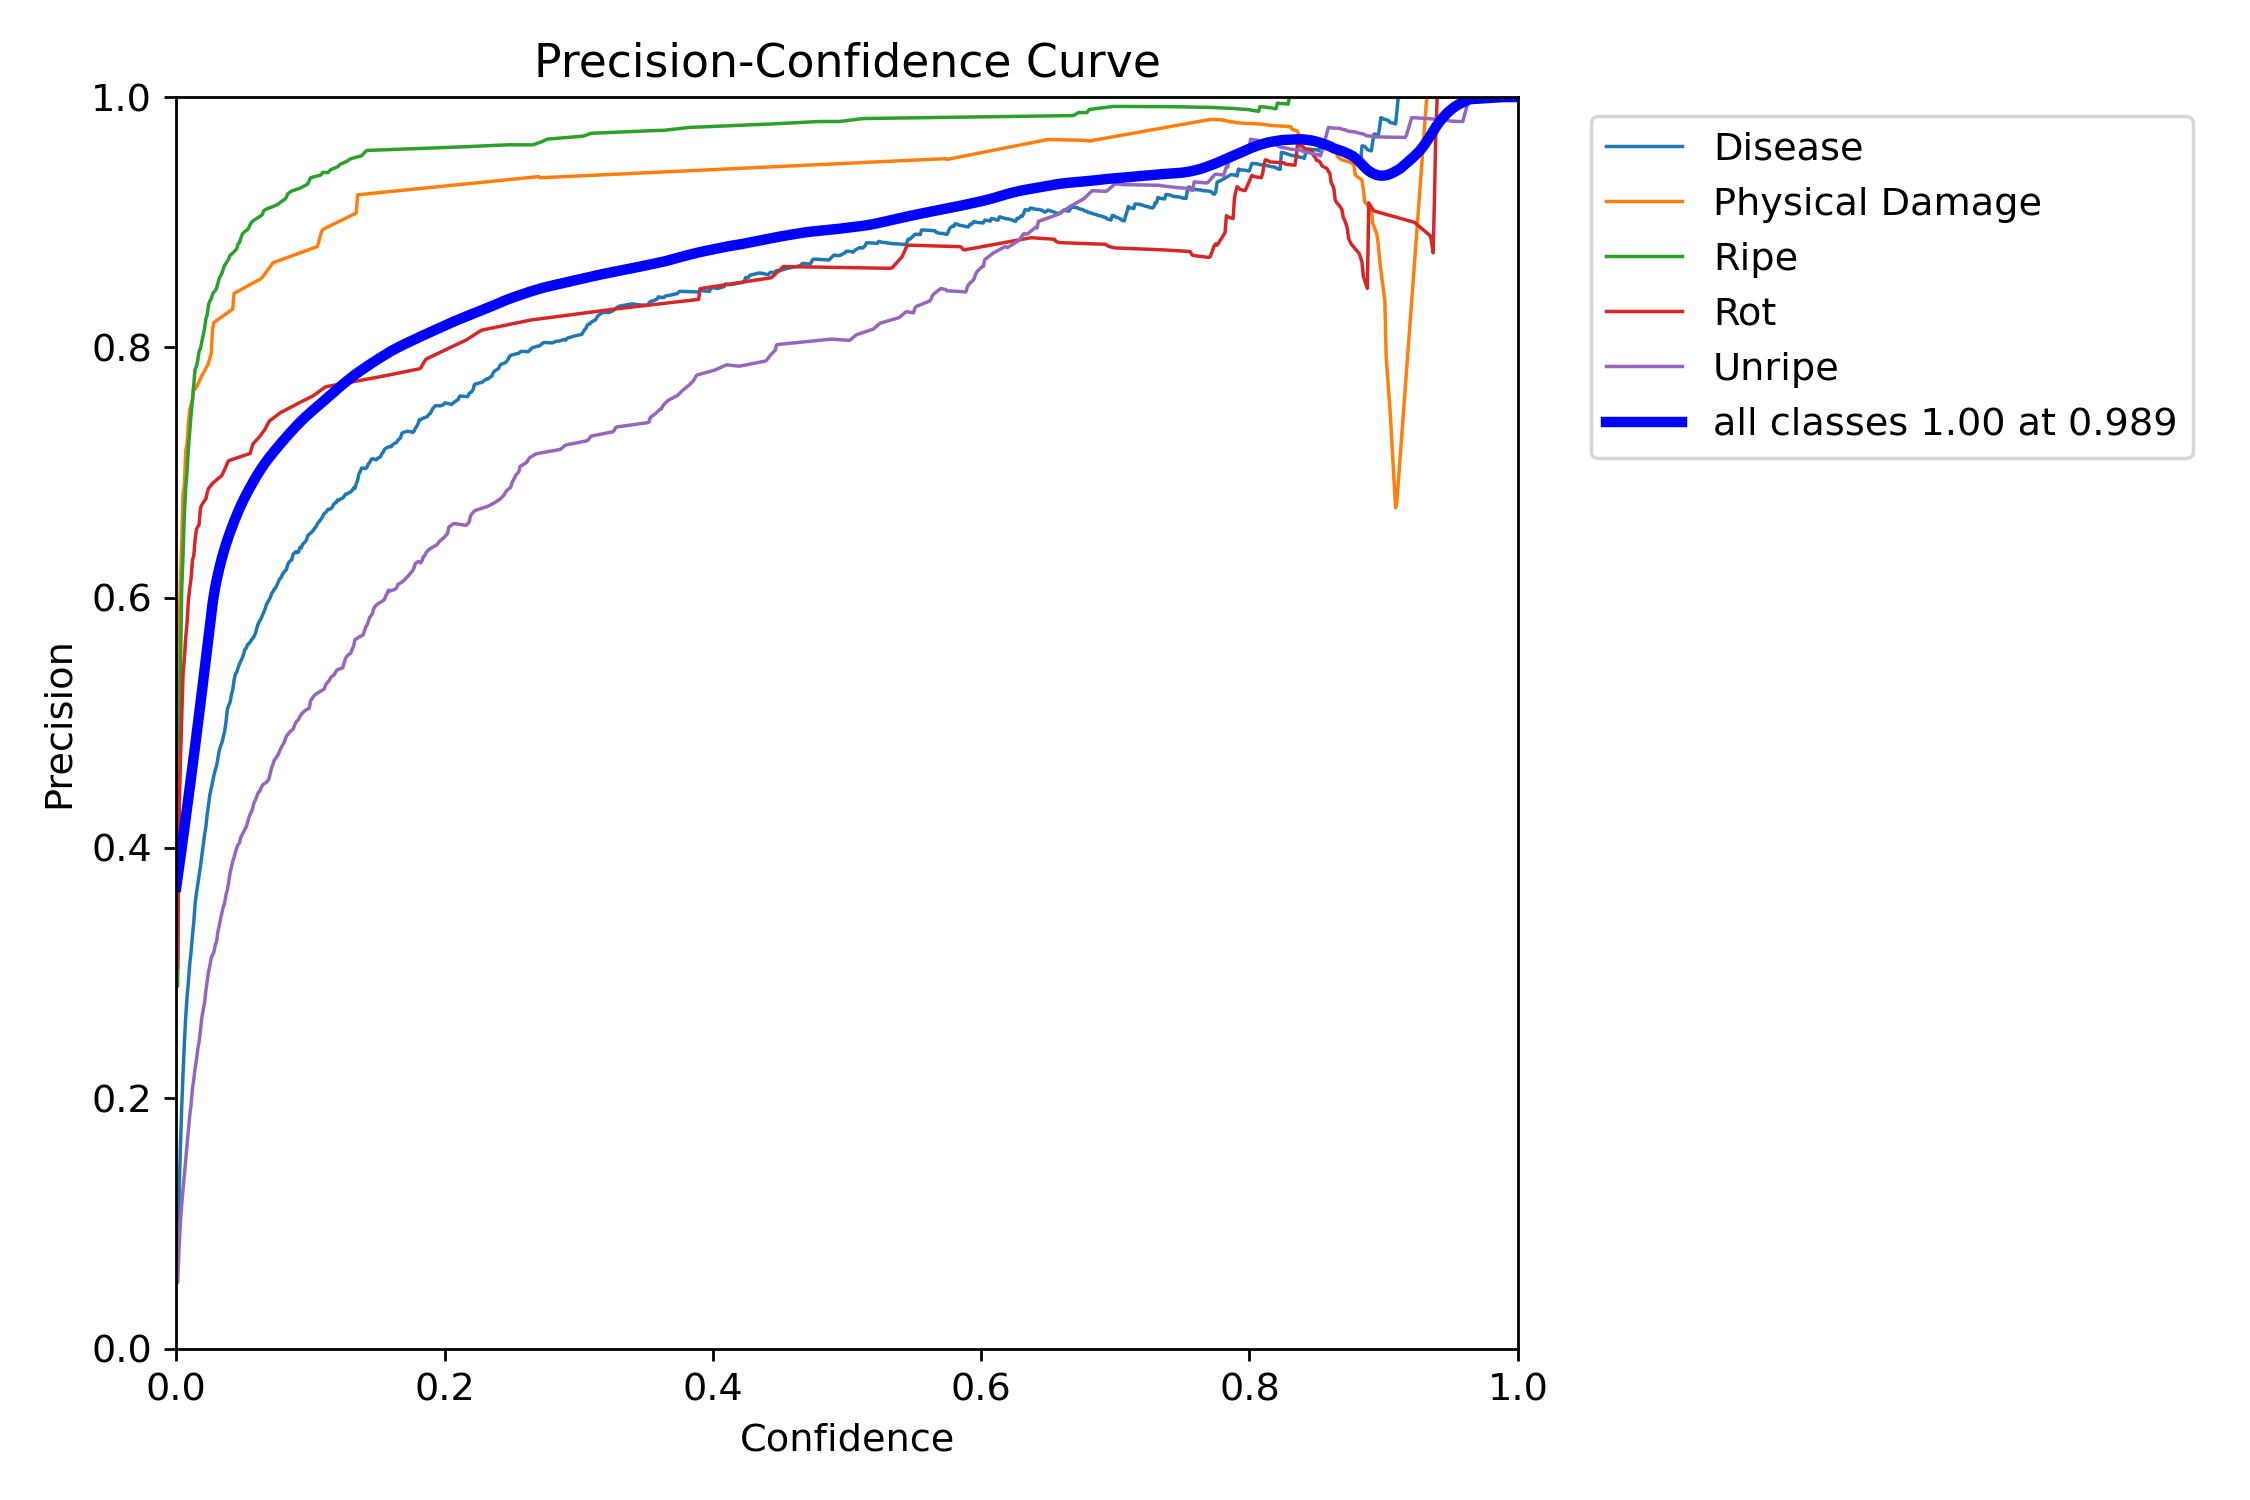 Precision-Confidence Curve
1.0
0.8
0.6
0.4
0.2
0.0
Precision
0.0 0.2 0.4 0.6 0.8 1.0
Confidence
Disease
Physical Damage
Ripe
Rot
Unripe
all classes 1.00 at 0.989